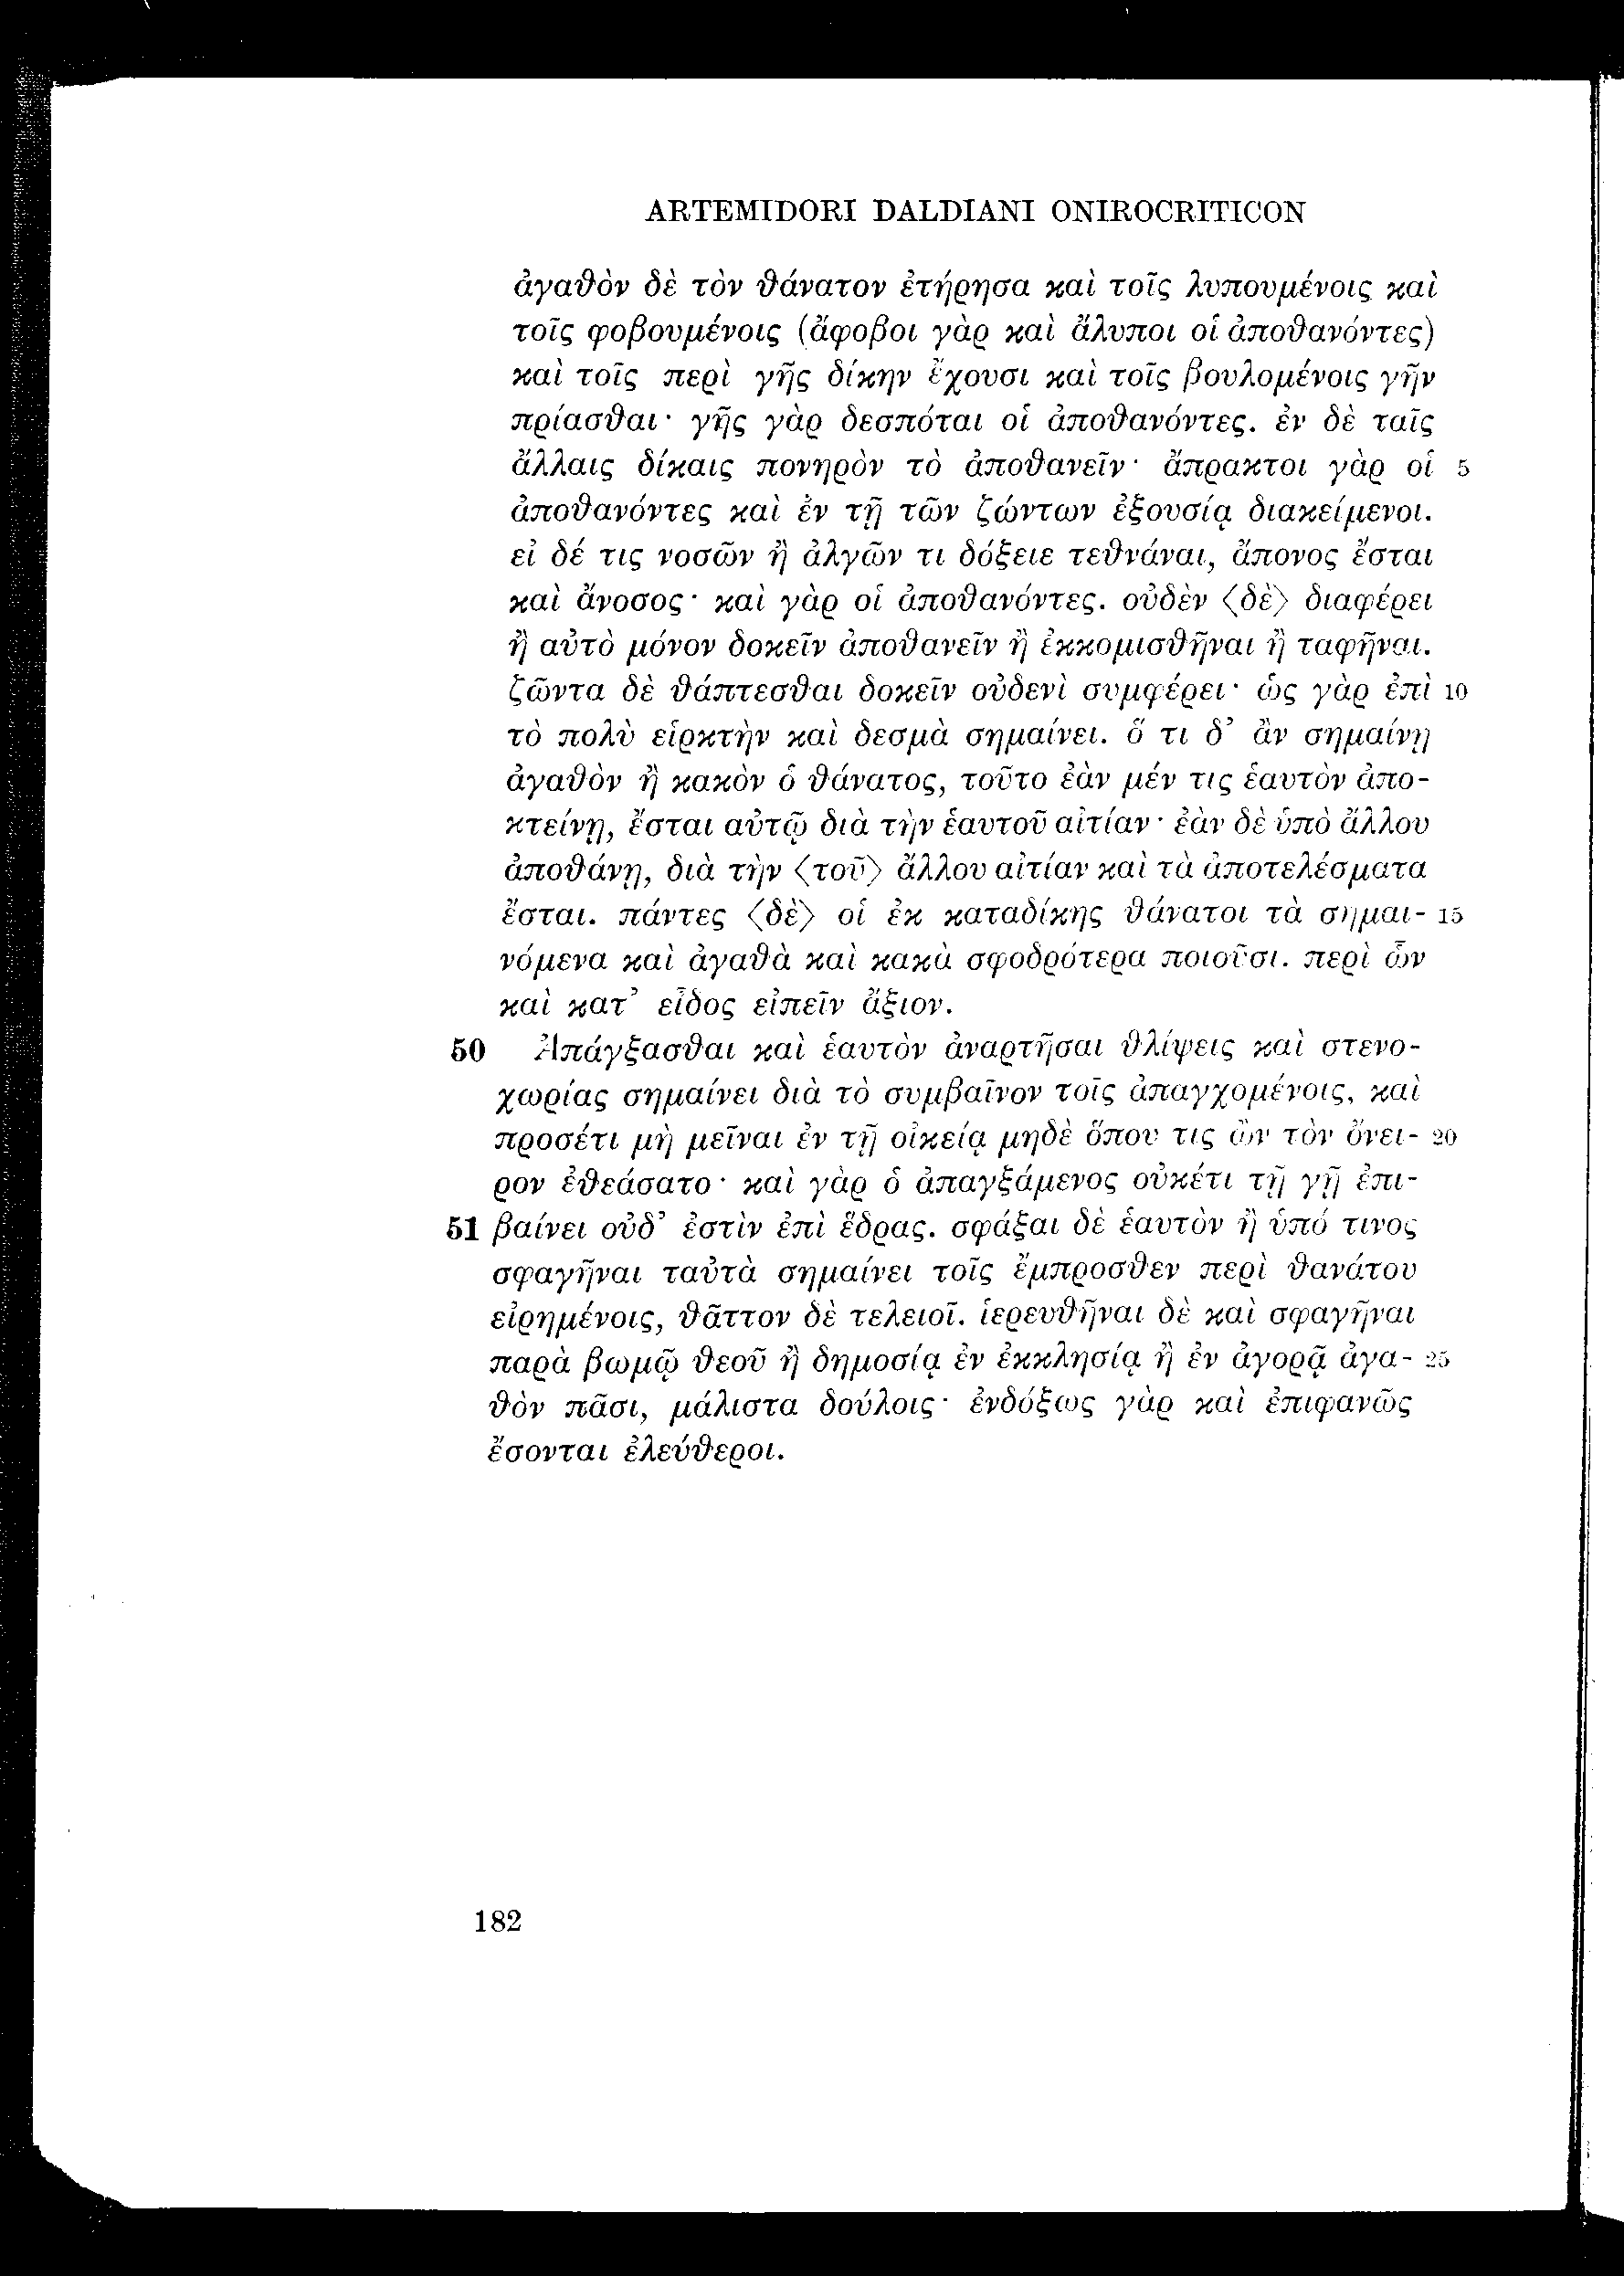 ARTEMIDORI DALDIANI ONIROCRITICON
ἀγαθὸν δὲ τὸν θάνατον ἐτήρησα καὶ τοῖς λυπουμένοις καὶ
τοῖς φοβουμένοις (ἄφοβοι γὰρ καὶ ἄλυποι οἱ ἀποθανόντες)
καὶ τοῖς περὶ γῆς δίκην ἔχουσι καὶ τοῖς βουλομένοις γῆν
πρίασθαι· γῆς γὰρ δεσπόται οἱ ἀποθανόντες. ἐν δὲ ταῖς
ἄλλαις δίκαις πονηρὸν τὸ ἀποθανεῖν· ἄπρακτοι γὰρ οἱ 5
ἀποθανόντες καὶ ἐν τῇ τῶν ζώντων ἐξουσίᾳ διακείμενοι.
εἰ δέ τις νοσῶν ἢ ἀλγῶν τι δόξειε τεθνάναι, ἄπονος ἔσται
καὶ ἄνοσος· καὶ γὰρ οἱ ἀποθανόντες. οὐδὲν 〈δὲ〉 διαφέρει
ἢ αὐτὸ μόνον δοκεῖν ἀποθανεῖν ἢ ἐκκομισθῆναι ἢ ταφῆναι.
ζῶντα δὲ θάπτεσθαι δοκεῖν οὐδενὶ συμφέρει· ὡς γὰρ ἐπὶ 10
τὸ πολὺ εἱρκτὴν καὶ δεσμὰ σημαίνει. ὅ τι δ’ ἂν σημαίνῃ
ἀγαθὸν ἢ κακὸν ὁ θάνατος, τοῦτο ἐὰν μέν τις ἑαυτὸν ἀπο-
κτείνῃ, ἔσται αὐτῷ διὰ τὴν ἑαυτοῦ αἰτίαν· ἐὰν δὲ ὑπὸ ἄλλου
ἀποθάνῃ, διὰ τὴν 〈τοῦ〉 ἄλλου αἰτίαν καὶ τὰ ἀποτελέσματα
ἔσται. πάντες 〈δὲ〉 οἱ ἐκ καταδίκης θάνατοι τὰ σημαι- 15
νόμενα καὶ ἀγαθὰ καὶ κακὰ σφοδρότερα ποιοῦσι. περὶ ὧν
καὶ κατ’ εἶδος εἰπεῖν ἄξιον.
50 Ἀπάγξασθαι καὶ ἑαυτὸν ἀναρτῆσαι θλίψεις καὶ στενο-
χωρίας σημαίνει διὰ τὸ συμβαῖνον τοῖς ἀπαγχομένοις, καὶ
προσέτι μὴ μεῖναι ἐν τῇ οἰκείᾳ μηδὲ ὅπου τις ὢν τὸν ὄνει- 20
ρον ἐθεάσατο· καὶ γὰρ ὁ ἀπαγξάμενος οὐκέτι τῇ γῇ ἐπι-
51 βαίνει οὐδ’ ἐστὶν ἐπὶ ἕδρας. σφάξαι δὲ ἑαυτὸν ἢ ὑπό τινος
σφαγῆναι ταὐτὰ σημαίνει τοῖς ἔμπροσθεν περὶ θανάτου
εἰρημένοις, θᾶττον δὲ τελειοῖ. ἱερευθῆναι δὲ καὶ σφαγῆναι
παρὰ βωμῷ θεοῦ ἢ δημοσίᾳ ἐν ἐκκλησίᾳ ἢ ἐν ἀγορᾷ ἀγα- 25
θὸν πᾶσι, μάλιστα δούλοις· ἐνδόξως γὰρ καὶ ἐπιφανῶς
ἔσονται ἐλεύθεροι.
182